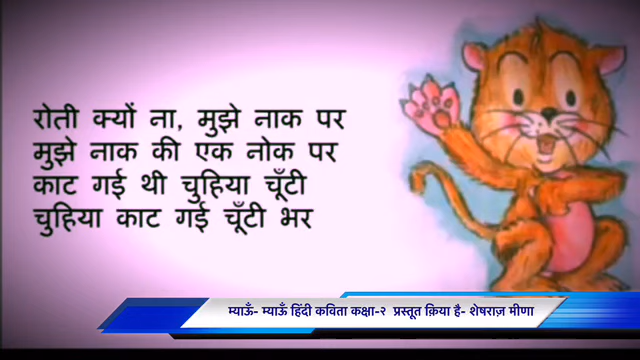 रोती क्यों ना, मुझे नाक पर
मुझे नाक की एक नोक पर
काट गई थी चुहिया चूँटी
चुहिया काट गई चूँटी भर
म्याऊँ- म्याऊँ हिंदी कविता कक्षा-२ प्रस्तूत क़िया है- शेषराज़ मीणा